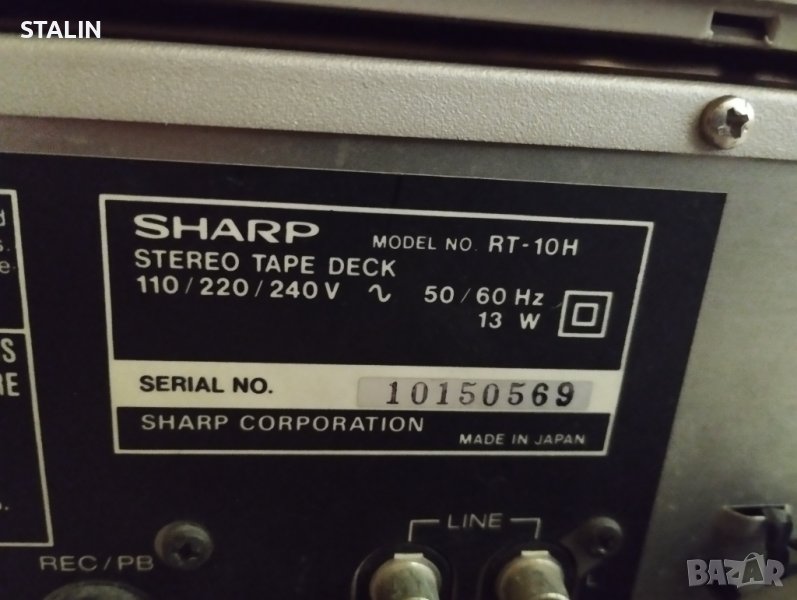 STALIN
SHARP MODEL NO. RT-10H
STEREO TAPE DECK
110/220/240V ∿ 50/60 Hz
13 W
SERIAL NO. 10150569
SHARP CORPORATION
MADE IN JAPAN
LINE
REC/PB
BAZAR